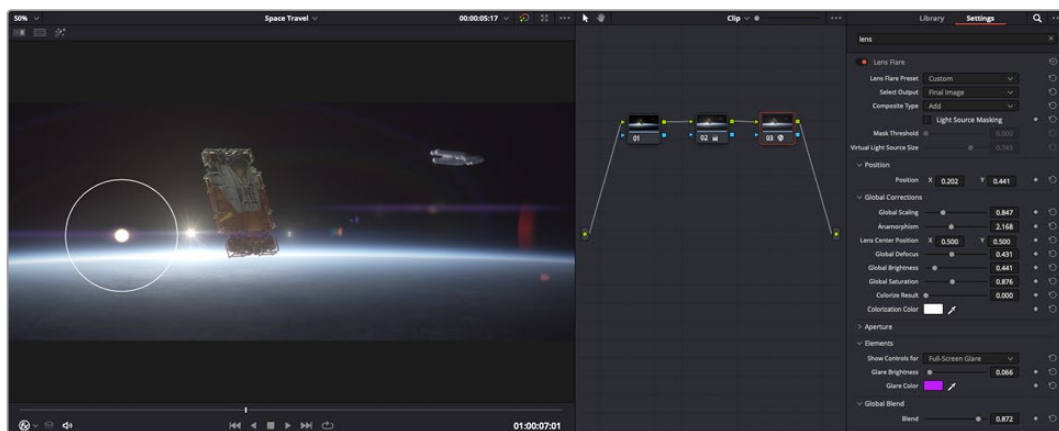 50% Space Travel 00:00:05:17 Clip Library Settings
lens
Lens Flare
Lens Flare Preset Custom
Select Output Final Image
Composite Type Add
Light Source Masking
Mask Threshold 0.000
Virtual Light Source Size 0.743
Position
Position X 0.202 Y 0.441
Global Corrections
Global Scaling 0.847
Anamorphism 2.168
Lens Center Position X 0.500 Y 0.500
Global Defocus 0.431
Global Brightness 0.441
Global Saturation 0.876
Colorize Result 0.000
Colorization Color
Aperture
Elements
Show Controls for Full-Screen Glare
Glare Brightness 0.066
Glare Color
Global Blend
Blend 0.872
01 02 03
01:00:07:01